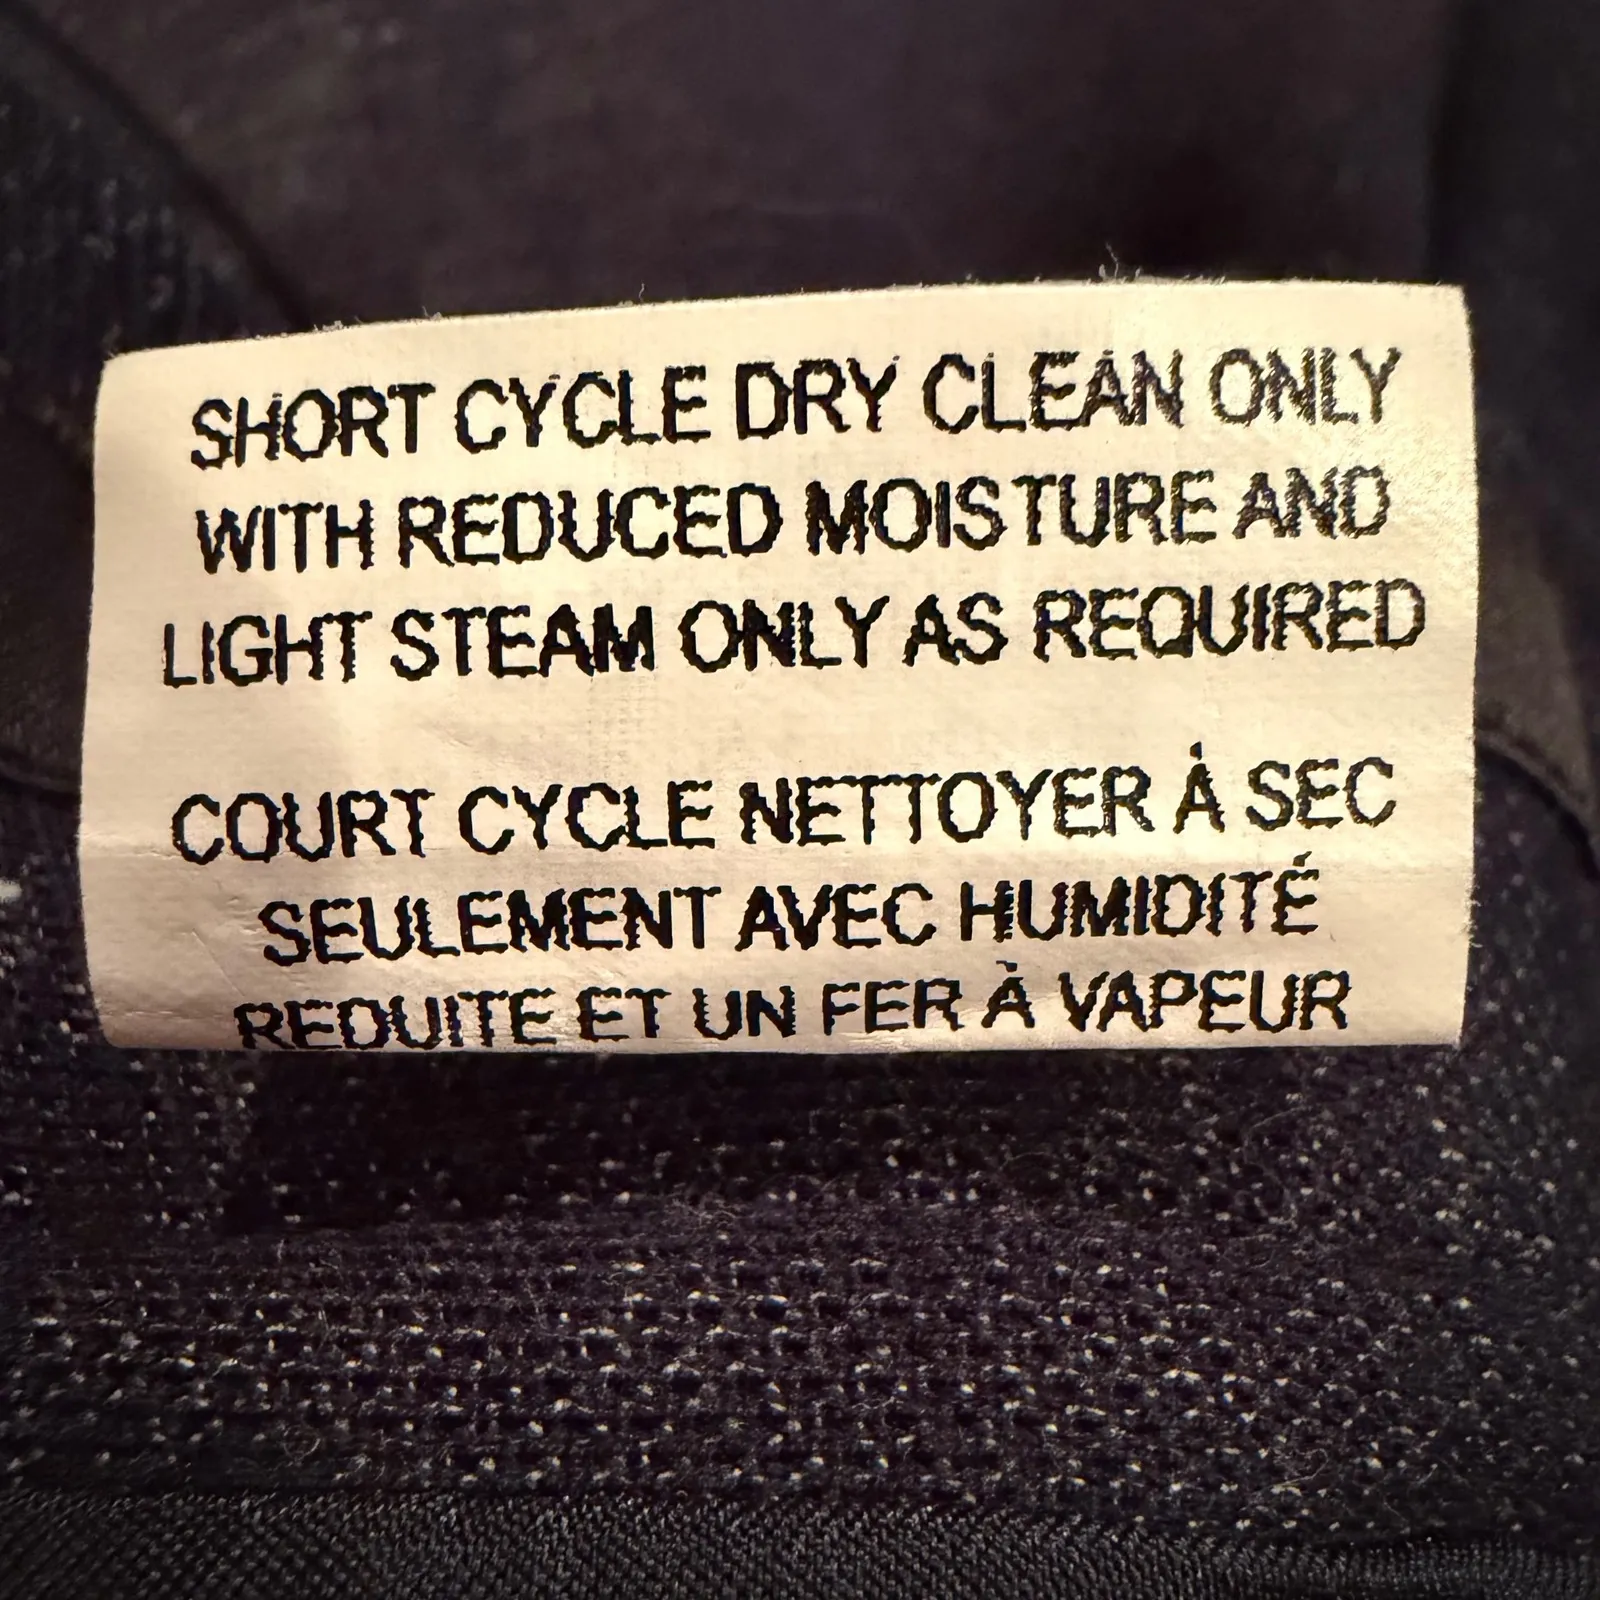 SHORT CYCLE DRY CLEAN ONLY
WITH REDUCED MOISTURE AND
LIGHT STEAM ONLY AS REQUIRED
COURT CYCLE NETTOYER À SEC
SEULEMENT AVEC HUMIDITÉ
REDUITE ET UN FER À VAPEUR